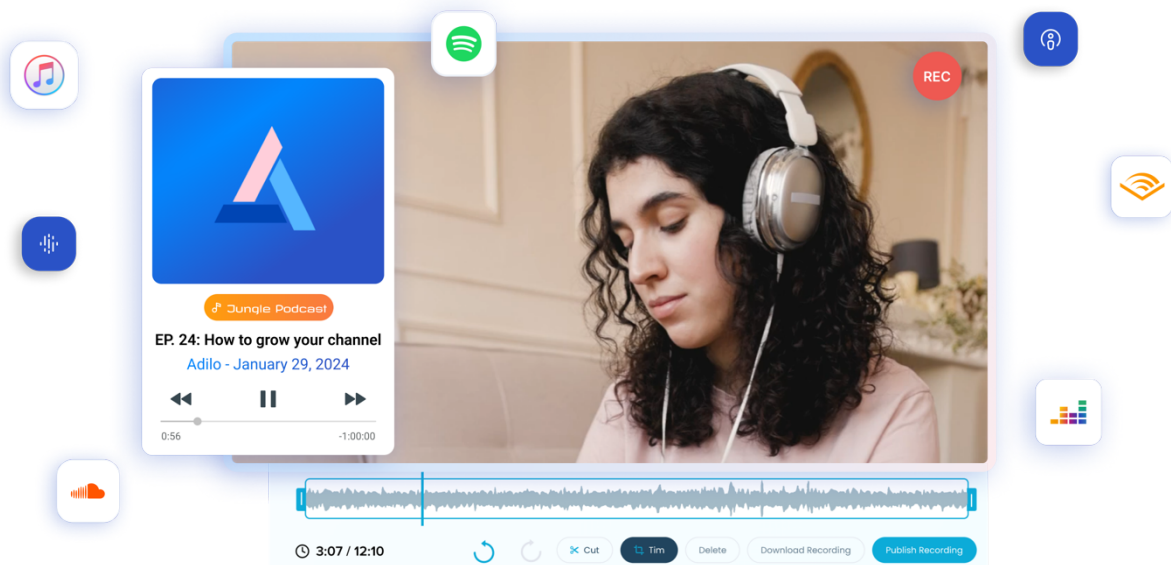 REC
Jungle Podcast
EP. 24: How to grow your channel
Adilo - January 29, 2024
0:56
-1:00:00
3:07 / 12:10
Cut
Tim
Delete
Download Recording
Publish Recording